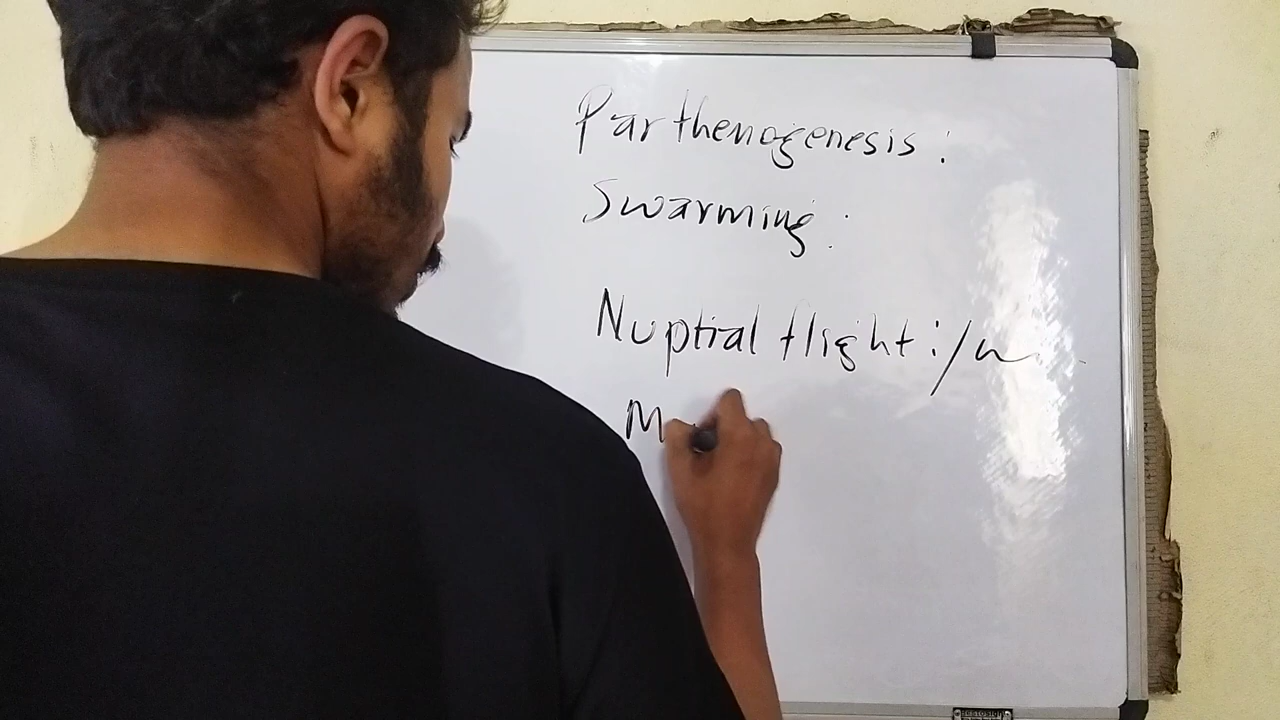 Parthenogenesis :
Swarming :
Nuptial flight : /
M